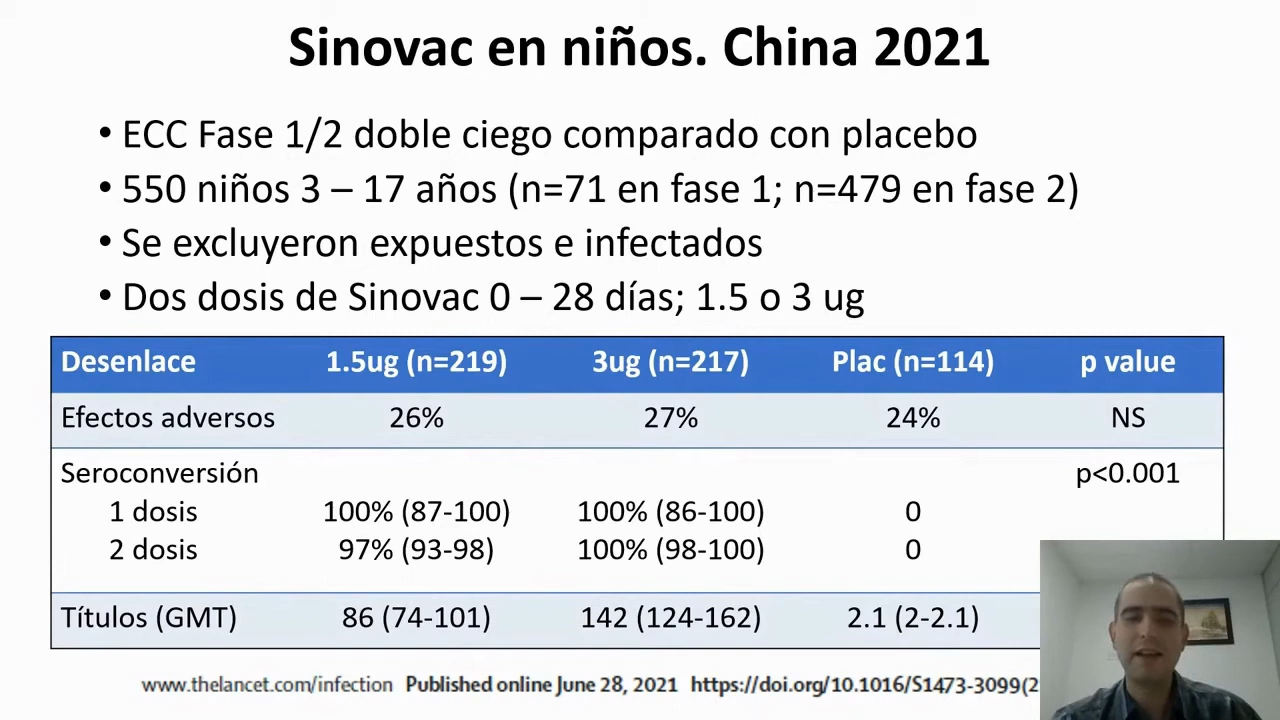 Sinovac en niños. China 2021
• ECC Fase 1/2 doble ciego comparado con placebo
• 550 niños 3 – 17 años (n=71 en fase 1; n=479 en fase 2)
• Se excluyeron expuestos e infectados
• Dos dosis de Sinovac 0 – 28 días; 1.5 o 3 ug
Desenlace 1.5ug (n=219) 3ug (n=217) Plac (n=114) p value
Efectos adversos 26% 27% 24% NS
Seroconversión p<0.001
1 dosis 100% (87-100) 100% (86-100) 0
2 dosis 97% (93-98) 100% (98-100) 0
Títulos (GMT) 86 (74-101) 142 (124-162) 2.1 (2-2.1)
www.thelancet.com/infection Published online June 28, 2021 https://doi.org/10.1016/S1473-3099(2